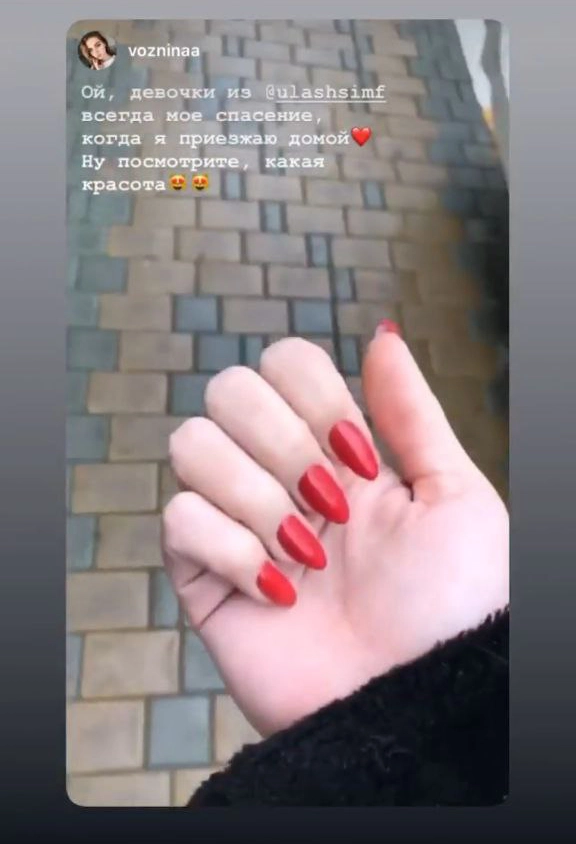 vozninaa
Ой, девочки из @ulashsimf
всегда мое спасение,
когда я приезжаю домой❤️
Ну посмотрите, какая
красота😍😍